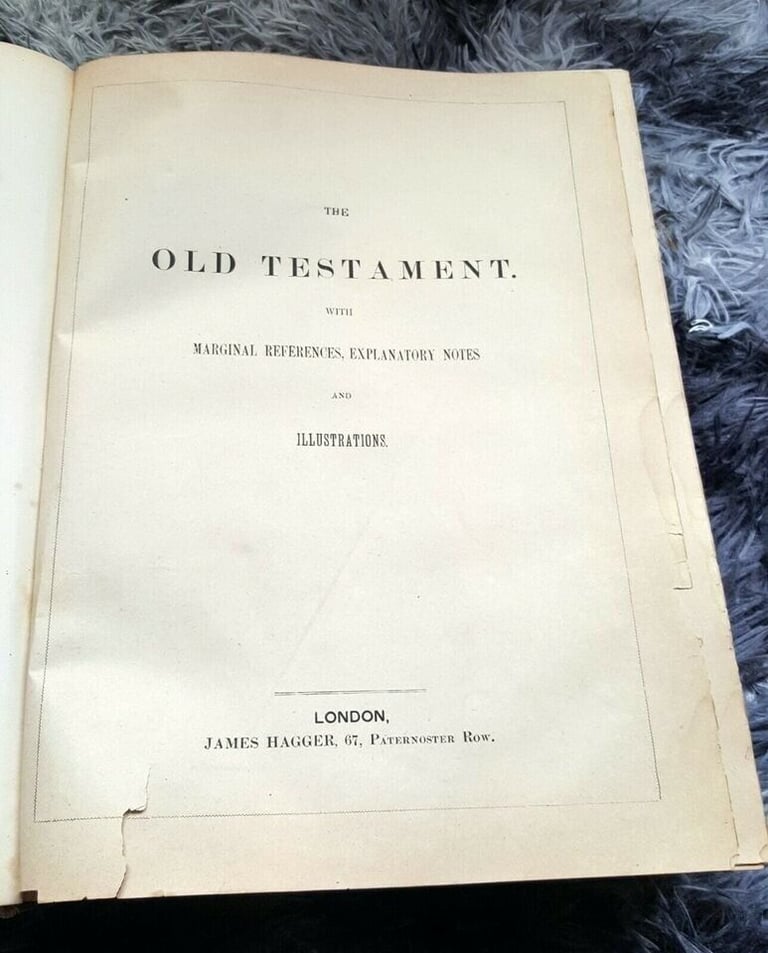 THE
OLD TESTAMENT.
WITH
MARGINAL REFERENCES, EXPLANATORY NOTES
AND
ILLUSTRATIONS.
LONDON,
JAMES HAGGER, 67, PATERNOSTER ROW.